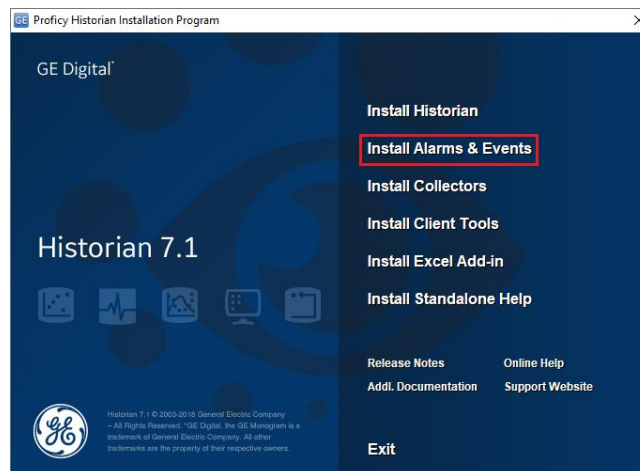 GE Proficy Historian Installation Program
GE Digital
Install Historian
Install Alarms & Events
Install Collectors
Install Client Tools
Install Excel Add-in
Install Standalone Help
Historian 7.1
Release Notes Online Help
Addl. Documentation Support Website
Historian 7.1 © 2003-2018 General Electric Company
– All Rights Reserved. *GE Digital, the GE Monogram is a
trademark of General Electric Company. All other
trademarks are the property of their respective owners.
Exit